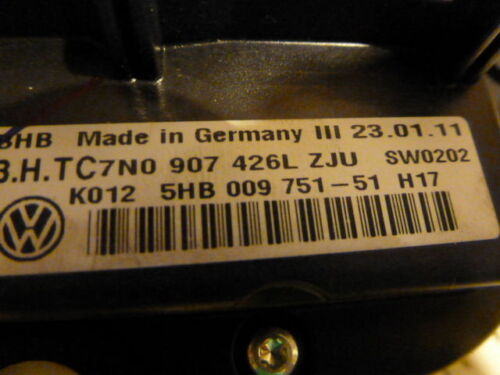 BHB Made in Germany III 23.01.11
B.H.TC7N0 907 426L ZJU SW0202
K012 5HB 009 751-51 H17